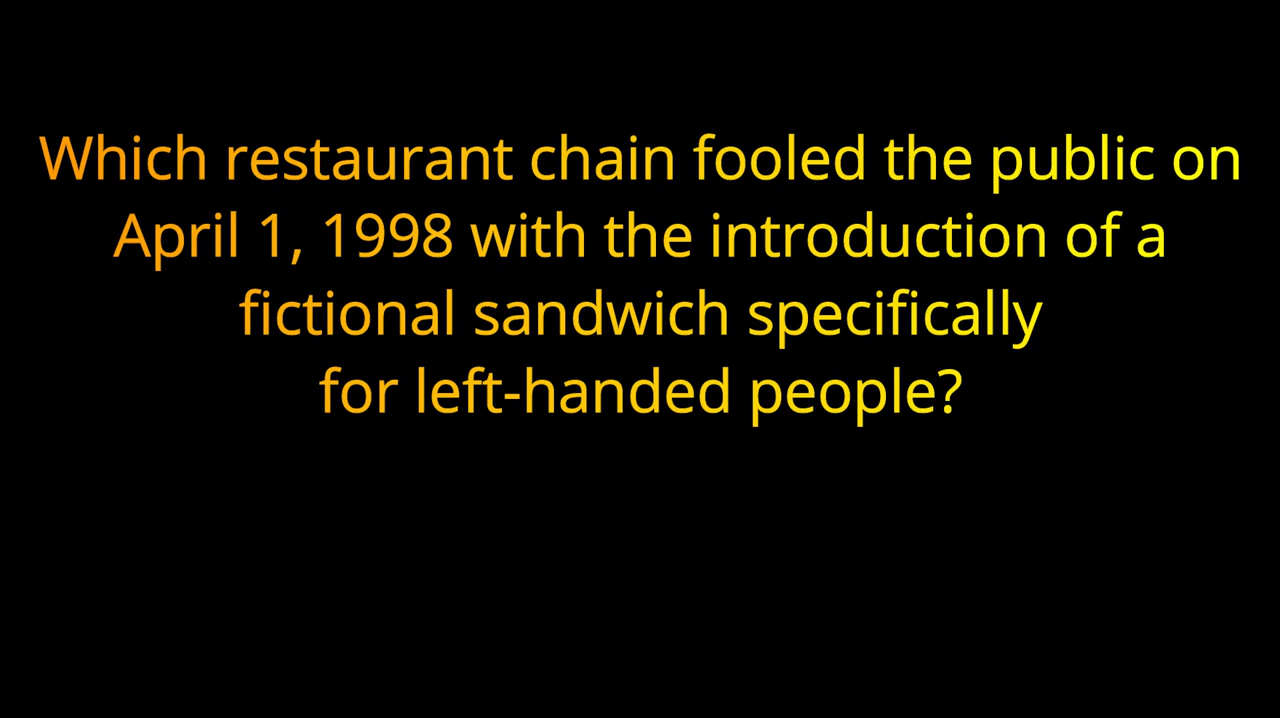 Which restaurant chain fooled the public on
April 1, 1998 with the introduction of a
fictional sandwich specifically
for left-handed people?